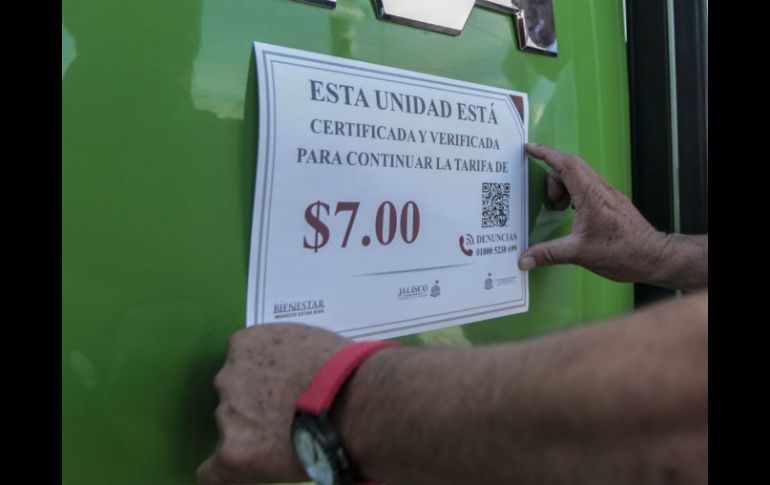 ESTA UNIDAD ESTÁ
CERTIFICADA Y VERIFICADA
PARA CONTINUAR LA TARIFA DE
$7.00
DENUNCIAS
01800 5238 699
BIENESTAR
JALISCO